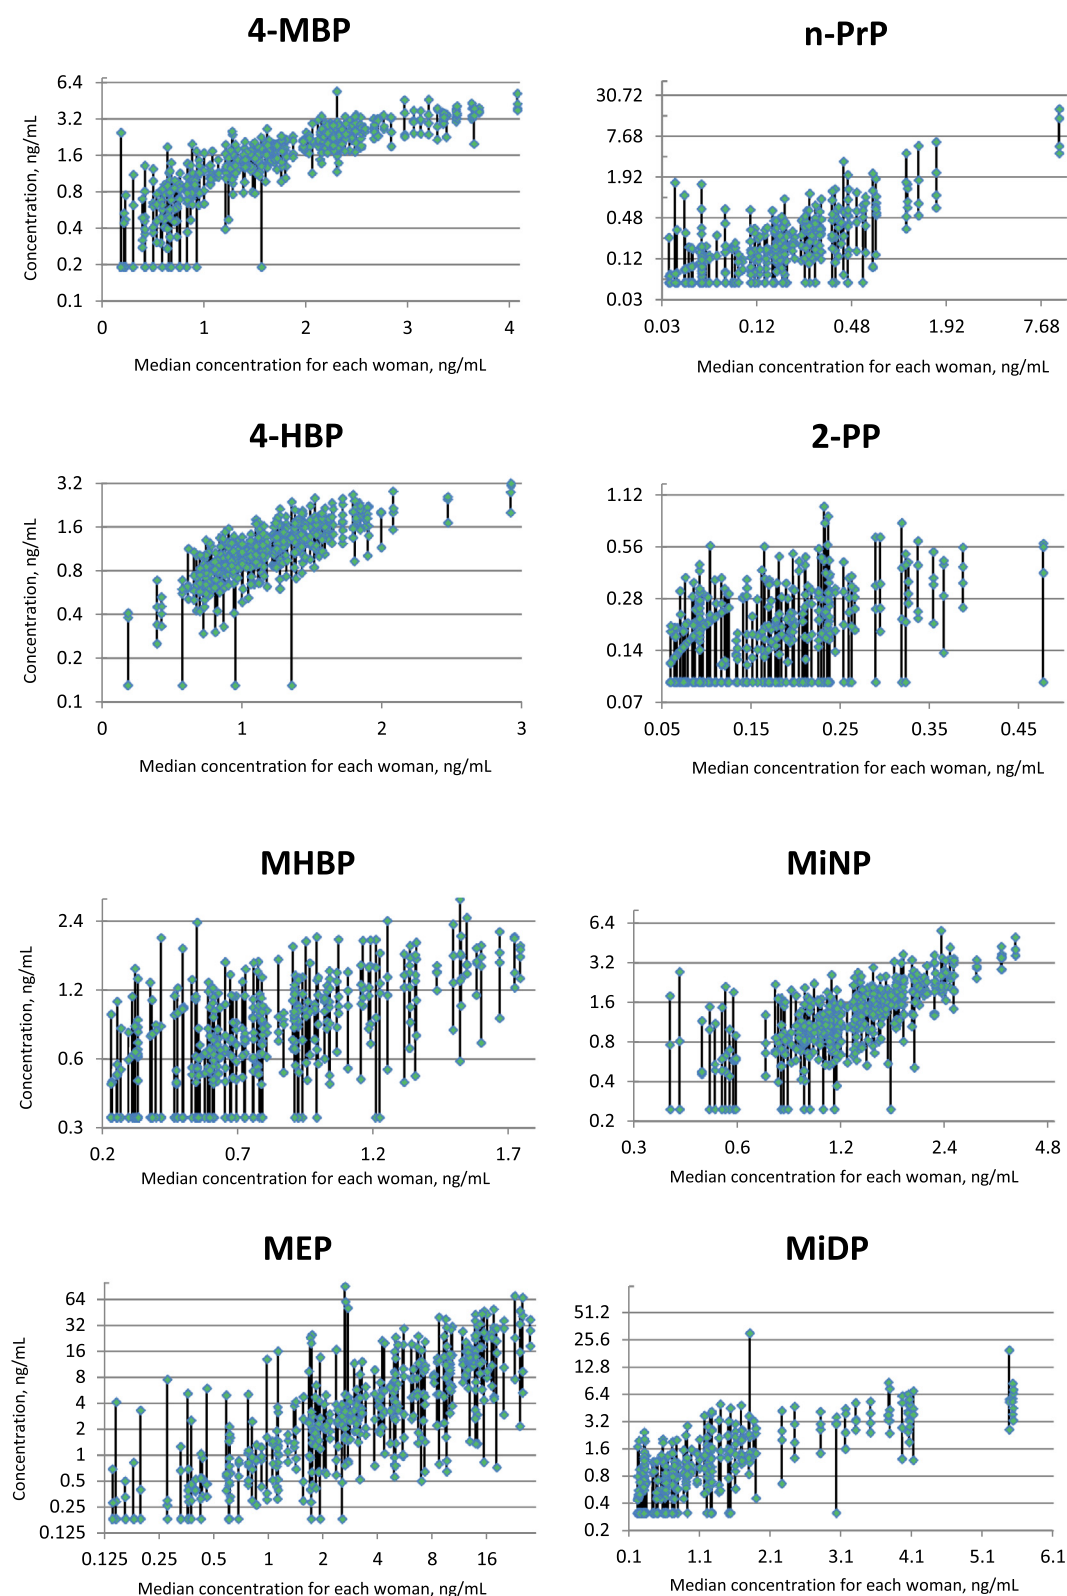 4-MBP
Concentration, ng/mL
6.4
3.2
1.6
0.8
0.4
0.2
0.1
0 1 2 3 4
Median concentration for each woman, ng/mL
n-PrP
30.72
7.68
1.92
0.48
0.12
0.03
0.03 0.12 0.48 1.92 7.68
Median concentration for each woman, ng/mL
4-HBP
Concentration, ng/mL
3.2
1.6
0.8
0.4
0.2
0.1
0 1 2 3
Median concentration for each woman, ng/mL
2-PP
1.12
0.56
0.28
0.14
0.07
0.05 0.15 0.25 0.35 0.45
Median concentration for each woman, ng/mL
MHBP
Concentration, ng/mL
2.4
1.2
0.6
0.3
0.2 0.7 1.2 1.7
Median concentration for each woman, ng/mL
MiNP
6.4
3.2
1.6
0.8
0.4
0.2
0.3 0.6 1.2 2.4 4.8
Median concentration for each woman, ng/mL
MEP
Concentration, ng/mL
64
32
16
8
4
2
1
0.5
0.25
0.125
0.125 0.25 0.5 1 2 4 8 16
Median concentration for each woman, ng/mL
MiDP
51.2
25.6
12.8
6.4
3.2
1.6
0.8
0.4
0.2
0.1 1.1 2.1 3.1 4.1 5.1 6.1
Median concentration for each woman, ng/mL